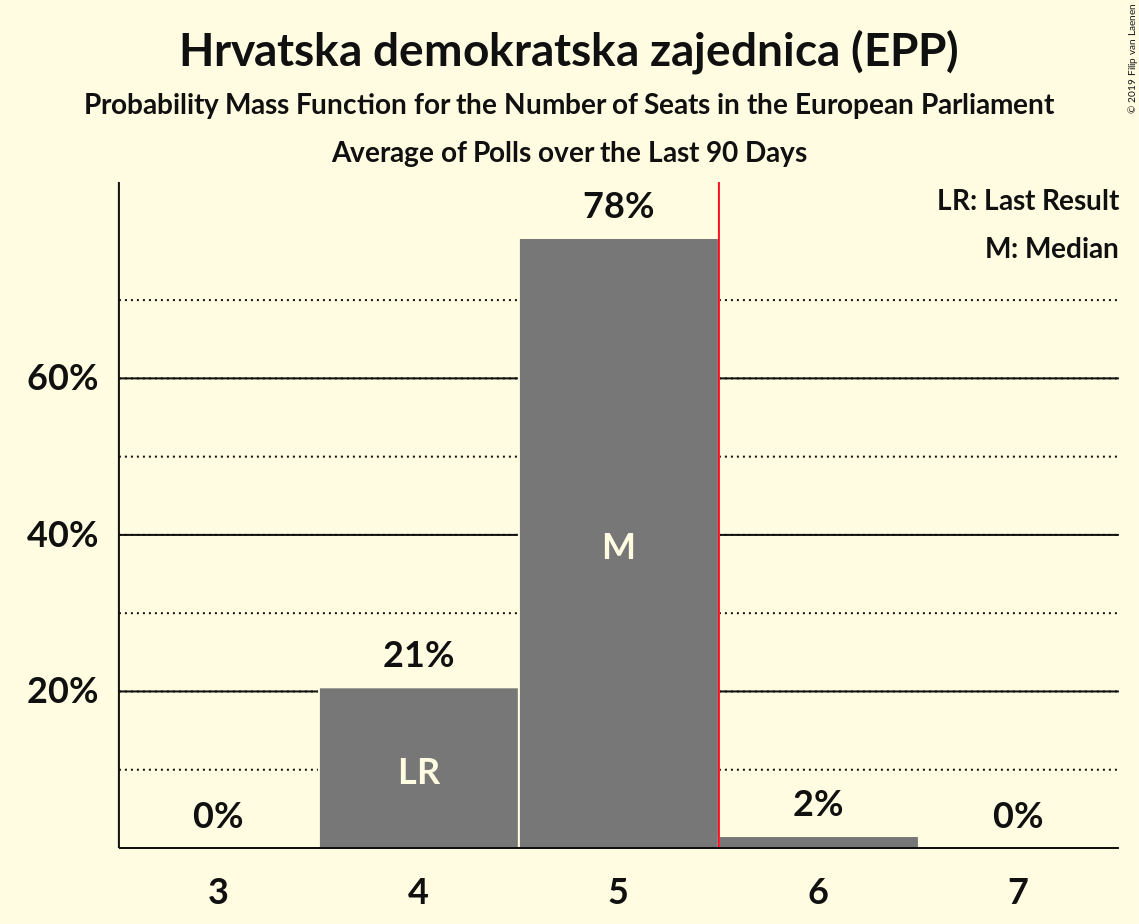 Hrvatska demokratska zajednica (EPP)
Probability Mass Function for the Number of Seats in the European Parliament
Average of Polls over the Last 90 Days
© 2019 Filip van Laenen
LR: Last Result
M: Median
78%
60%
40%
M
21%
20%
LR
0%
2%
0%
3 4 5 6 7